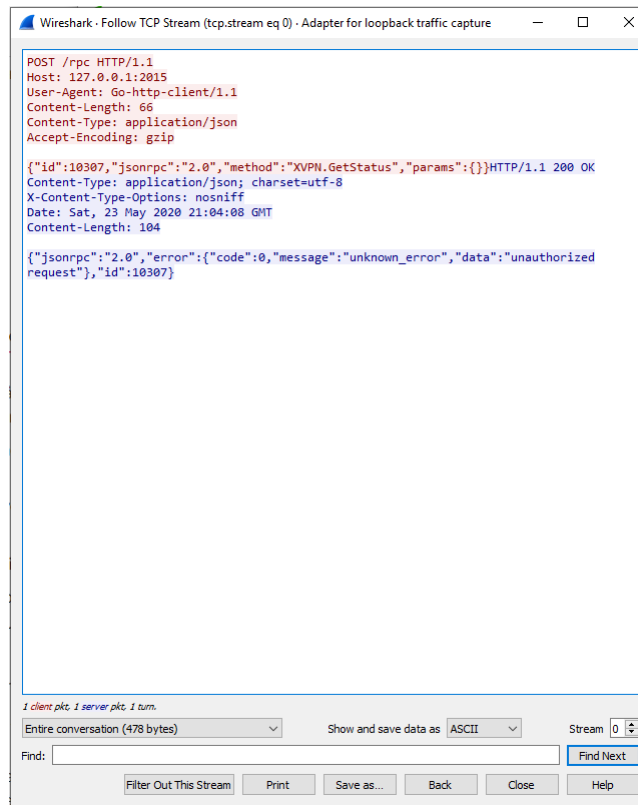 Wireshark · Follow TCP Stream (tcp.stream eq 0) · Adapter for loopback traffic capture
POST /rpc HTTP/1.1
Host: 127.0.0.1:2015
User-Agent: Go-http-client/1.1
Content-Length: 66
Content-Type: application/json
Accept-Encoding: gzip
{"id":10307,"jsonrpc":"2.0","method":"XVPN.GetStatus","params":{}}HTTP/1.1 200 OK
Content-Type: application/json; charset=utf-8
X-Content-Type-Options: nosniff
Date: Sat, 23 May 2020 21:04:08 GMT
Content-Length: 104
{"jsonrpc":"2.0","error":{"code":0,"message":"unknown_error","data":"unauthorized
request"},"id":10307}
1 client pkt, 1 server pkt, 1 turn.
Entire conversation (478 bytes) Show and save data as ASCII Stream 0
Find: Find Next
Filter Out This Stream Print Save as... Back Close Help